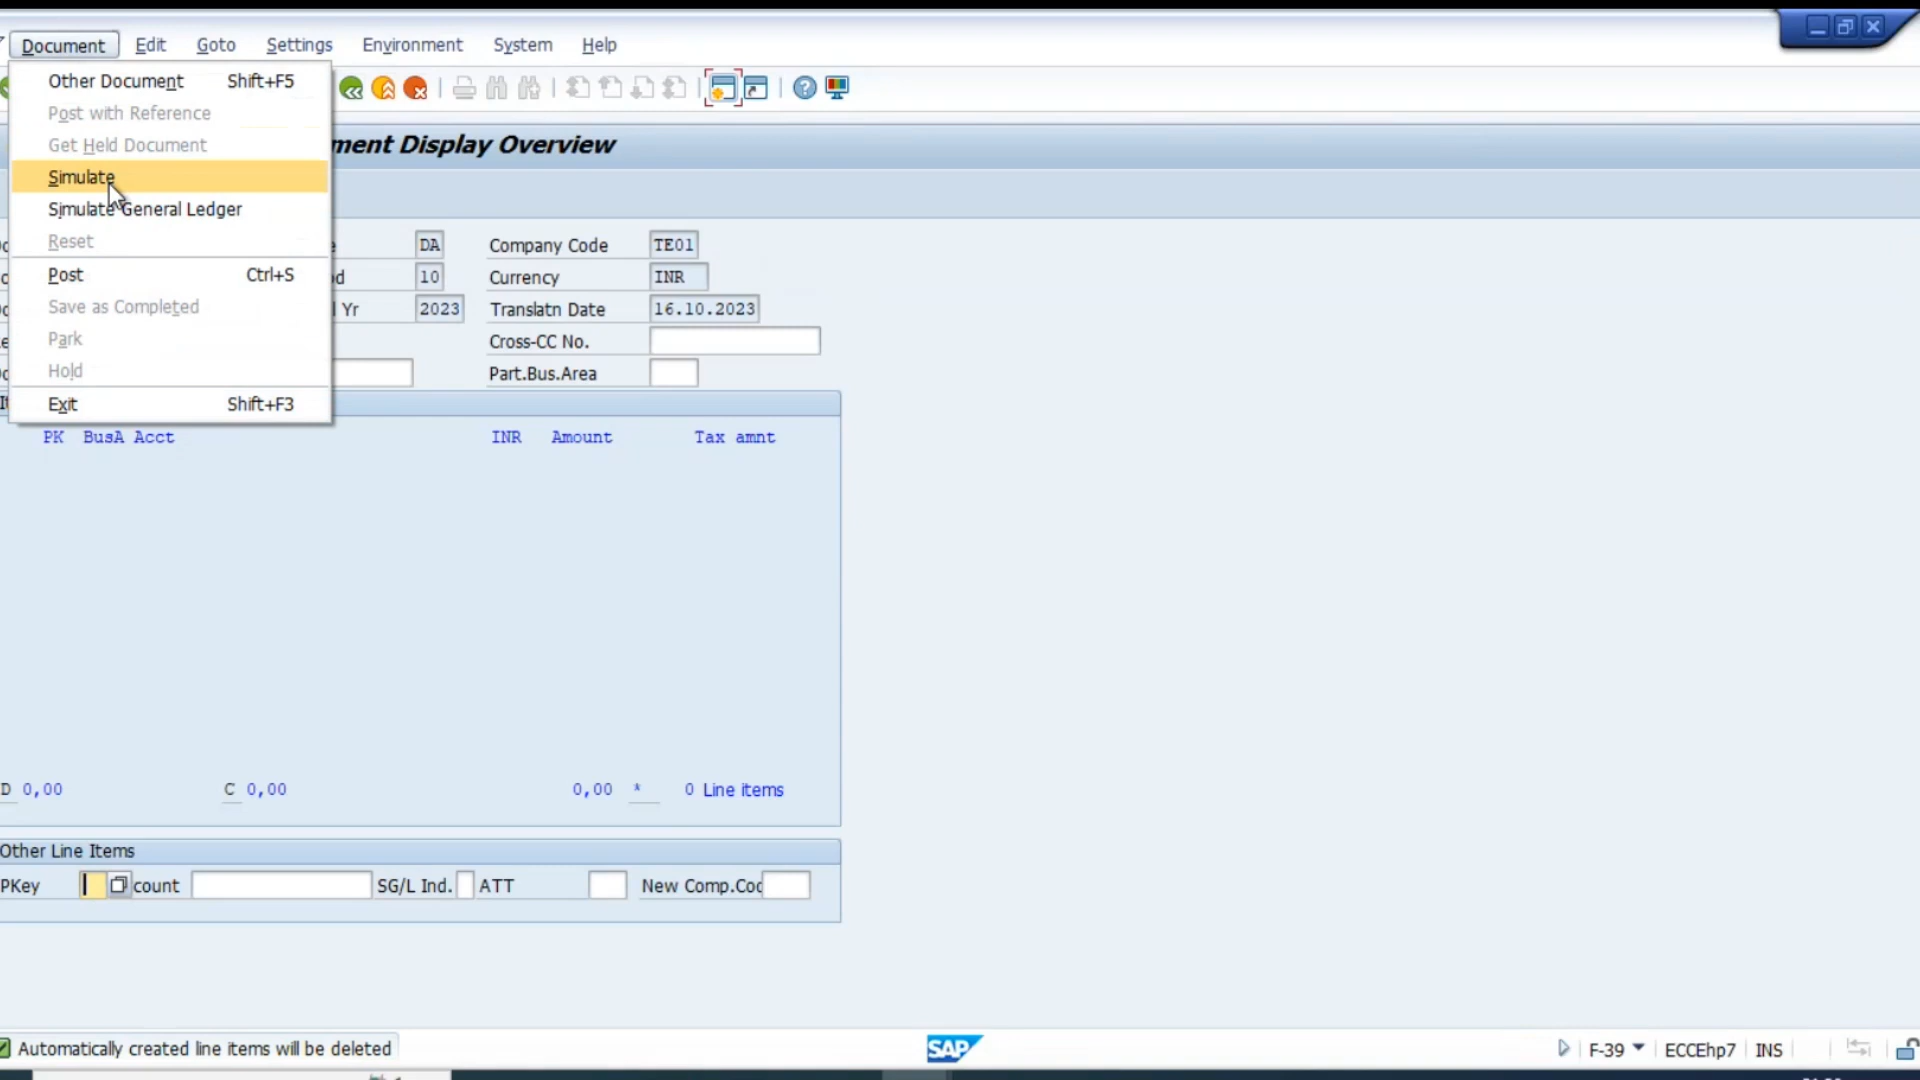 Document Edit Goto Settings Environment System Help
Other Document Shift+F5
Post with Reference
Get Held Document
Simulate
Simulate General Ledger
Reset
Post Ctrl+S
Save as Completed
Park
Hold
Exit Shift+F3
ment Display Overview
DA Company Code TE01
10 Currency INR
Yr 2023 Translatn Date 16.10.2023
Cross-CC No.
Part.Bus.Area
PK BusA Acct INR Amount Tax amnt
D 0,00 C 0,00 0,00 * 0 Line items
Other Line Items
PKey count SG/L Ind. ATT New Comp.Cod
Automatically created line items will be deleted
SAP
F-39 ECCEhp7 INS